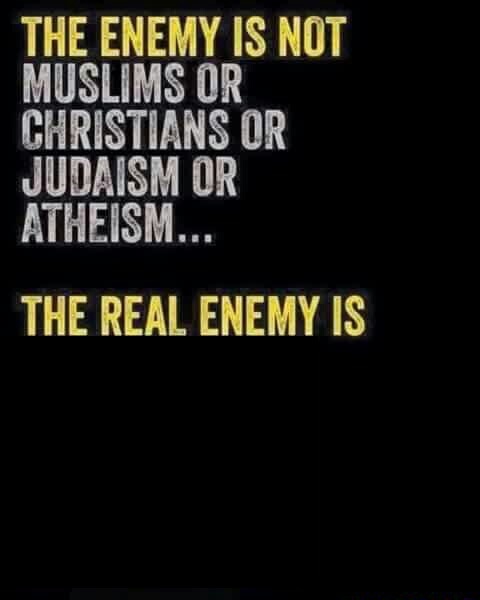 THE ENEMY IS NOT
MUSLIMS OR
CHRISTIANS OR
JUDAISM OR
ATHEISM...
THE REAL ENEMY IS